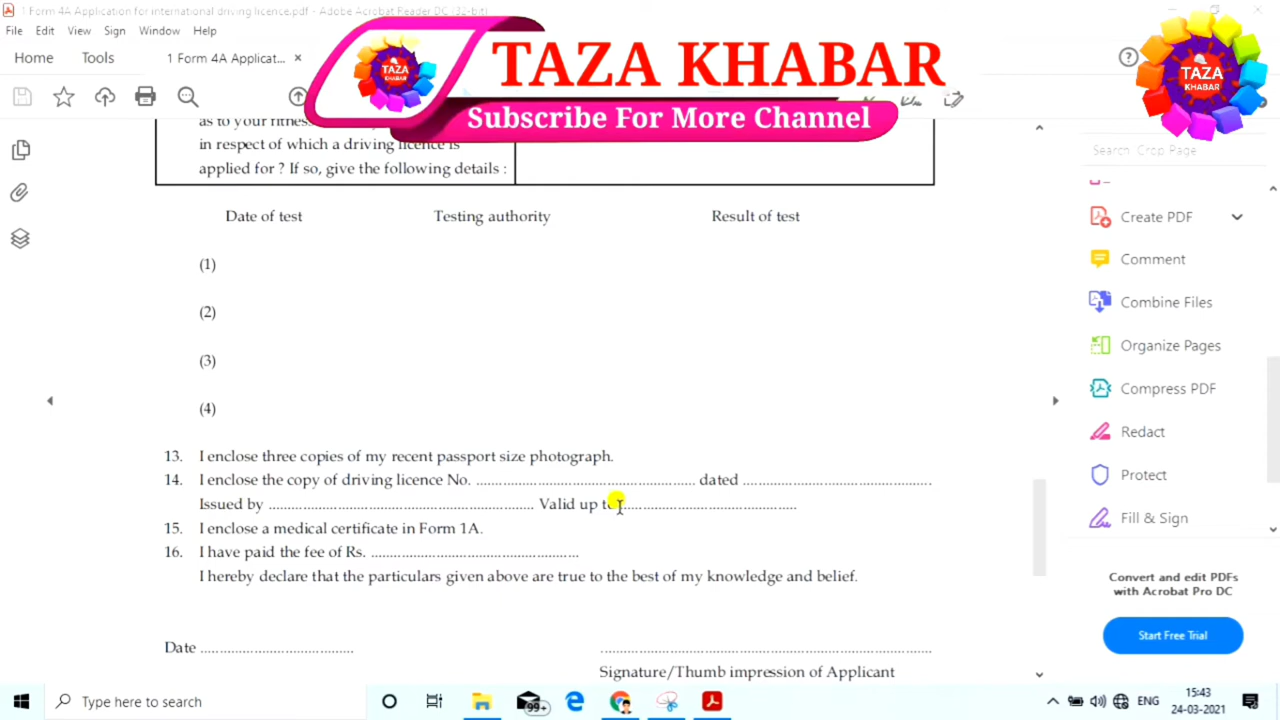 1 Form 4A Application for international driving licence.pdf - Adobe Acrobat Reader DC (32-bit)
File Edit View Sign Window Help
TAZA KHABAR
TAZA KHABAR
TAZA KHABAR
Home Tools 1 Form 4A Applicat... ×
Subscribe For More Channel
as to your fitness
in respect of which a driving licence is
applied for ? If so, give the following details :
Search 'Crop Page'
Date of test Testing authority Result of test
(1)
(2)
(3)
(4)
13. I enclose three copies of my recent passport size photograph.
14. I enclose the copy of driving licence No. .......................................................... dated ..................................................
Issued by ...................................................................... Valid up to ..............................................
15. I enclose a medical certificate in Form 1A.
16. I have paid the fee of Rs. .......................................................
I hereby declare that the particulars given above are true to the best of my knowledge and belief.
Date ........................................
.......................................................................................
Signature/Thumb impression of Applicant
Create PDF
Comment
Combine Files
Organize Pages
Compress PDF
Redact
Protect
Fill & Sign
Convert and edit PDFs
with Acrobat Pro DC
Start Free Trial
Type here to search
99+
ENG
15:43
24-03-2021